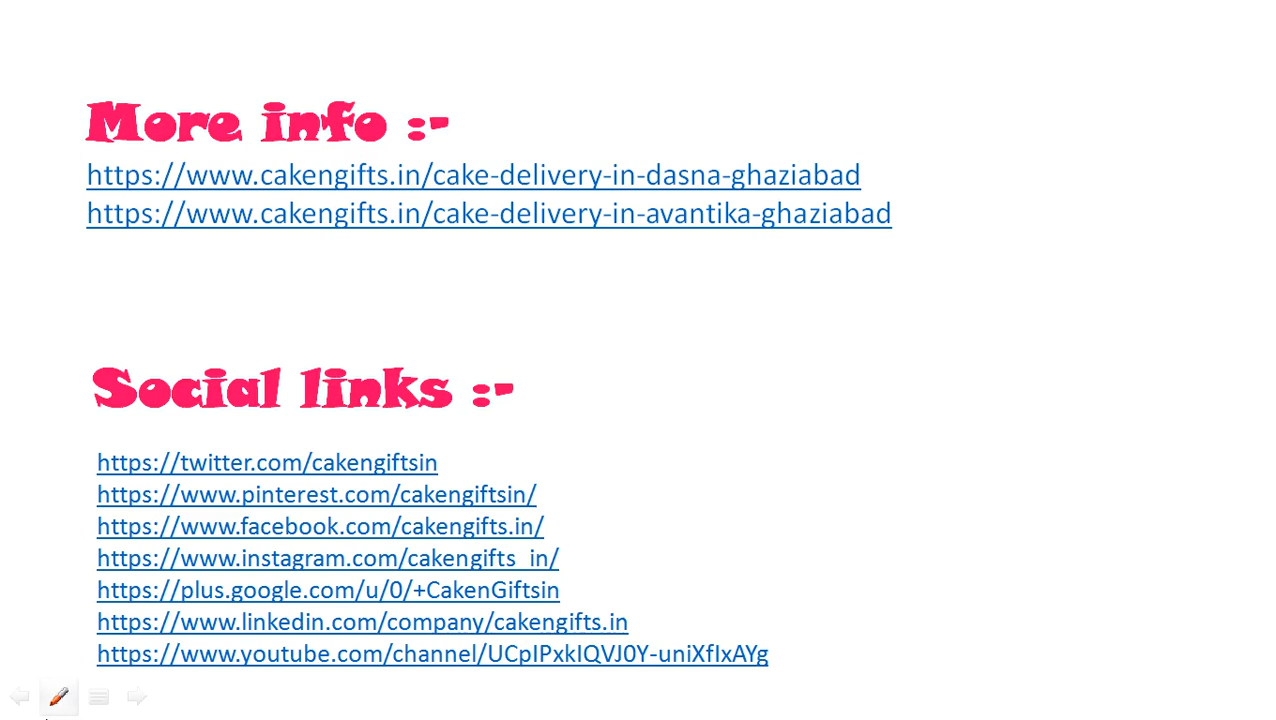 More info :-
https://www.cakengifts.in/cake-delivery-in-dasna-ghaziabad
https://www.cakengifts.in/cake-delivery-in-avantika-ghaziabad
Social links :-
https://twitter.com/cakengiftsin
https://www.pinterest.com/cakengiftsin/
https://www.facebook.com/cakengifts.in/
https://www.instagram.com/cakengifts_in/
https://plus.google.com/u/0/+CakenGiftsin
https://www.linkedin.com/company/cakengifts.in
https://www.youtube.com/channel/UCpIPxkIQVJ0Y-uniXfIxAYg